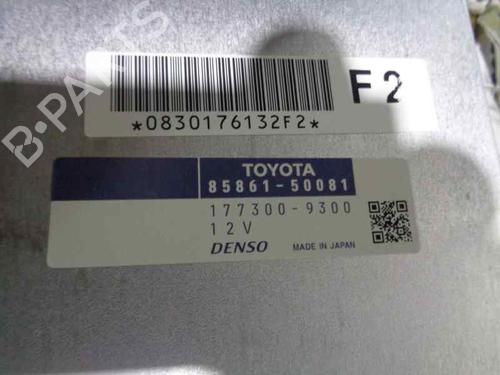 B-PARTS
F2
*0830176132F2*
TOYOTA
85861-50081
177300-9300
12V
DENSO MADE IN JAPAN